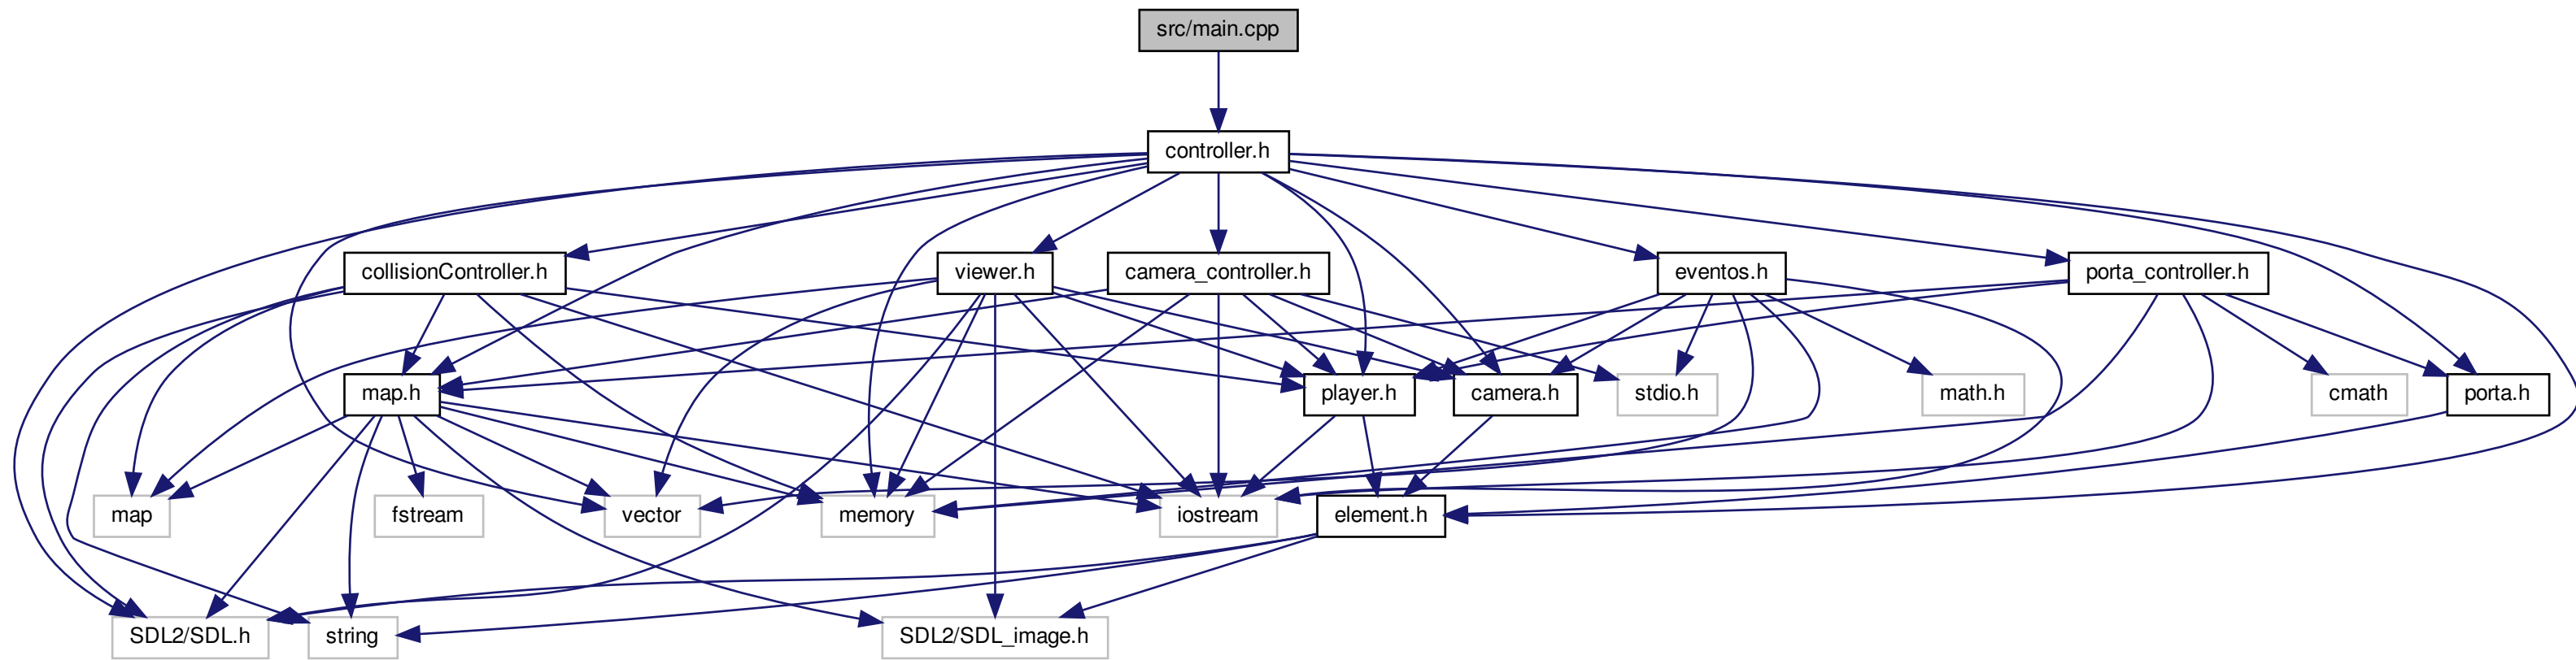 src/main.cpp
controller.h
collisionController.h
viewer.h
camera_controller.h
eventos.h
porta_controller.h
map.h
player.h
camera.h
stdio.h
math.h
cmath
porta.h
map
fstream
vector
memory
iostream
element.h
SDL2/SDL.h
string
SDL2/SDL_image.h